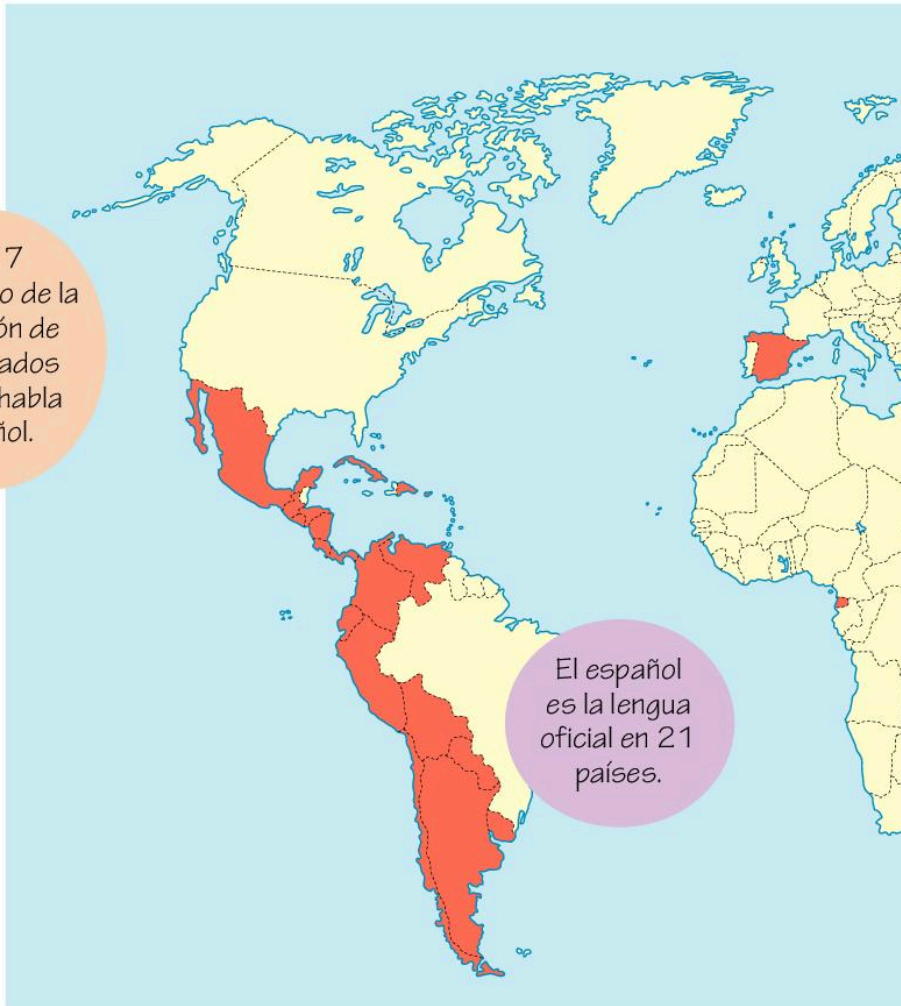 7
o de la
ón de
ados
habla
ñol.
El español
es la lengua
oficial en 21
países.